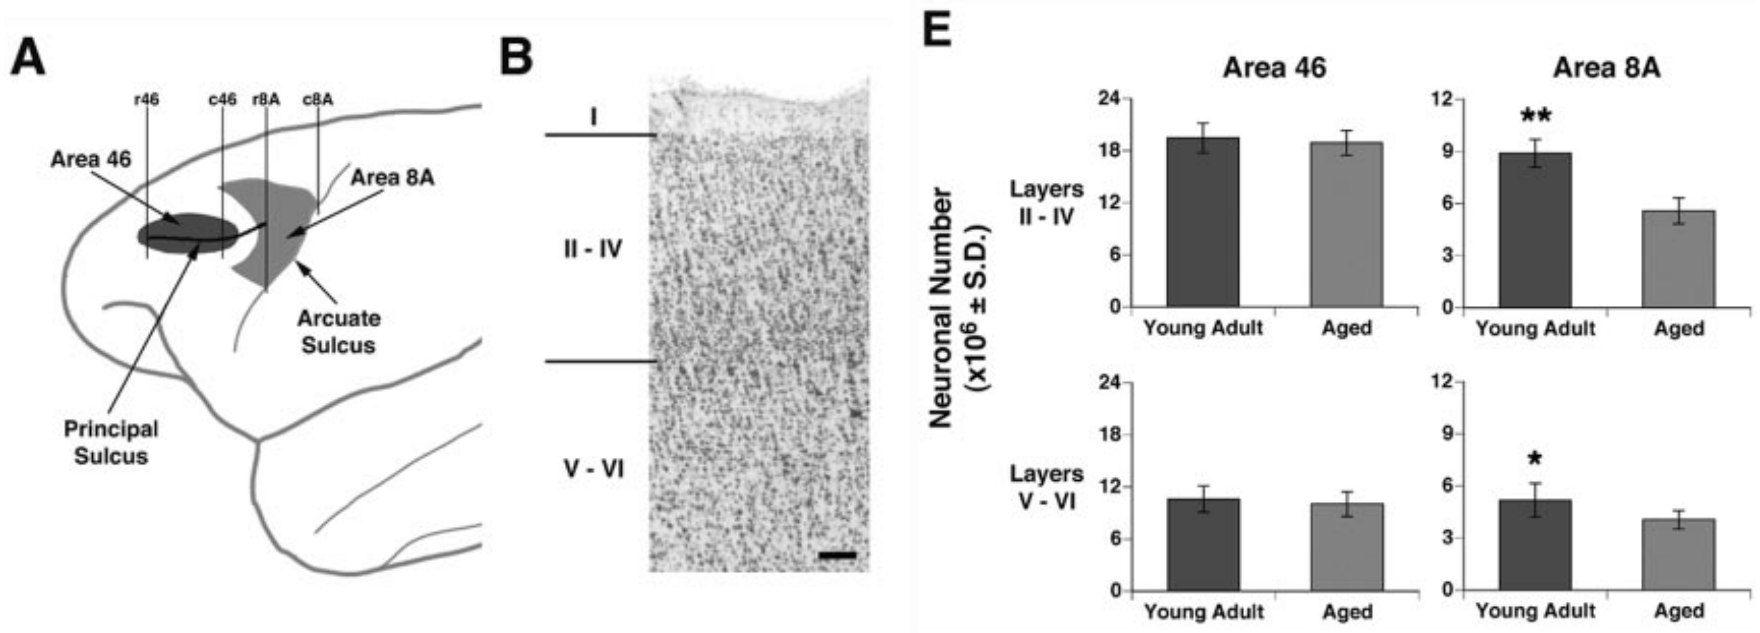 A
r46 c46 r8A c8A
Area 46
Area 8A
Arcuate
Sulcus
Principal
Sulcus
B
I
II - IV
V - VI
E
Neuronal Number
(x10⁶ ± S.D.)
Area 46
Area 8A
Layers
II - IV
24
18
12
6
0
Young Adult Aged
12
9
6
3
0
**
Young Adult Aged
Layers
V - VI
24
18
12
6
0
Young Adult Aged
12
9
6
3
0
*
Young Adult Aged